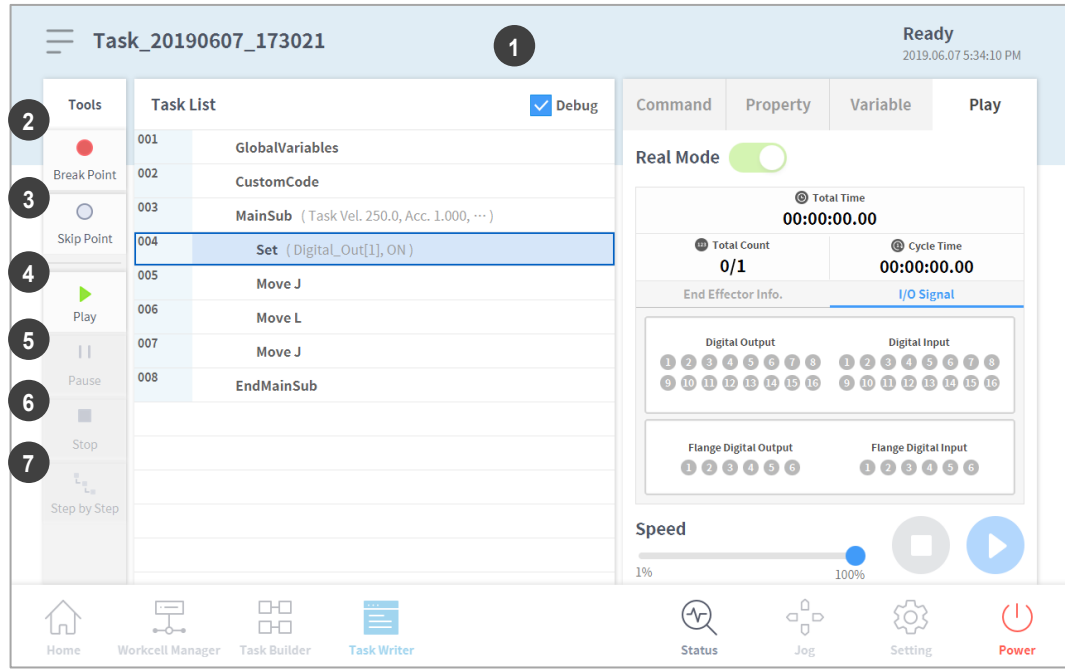 Task_20190607_173021
1
Ready
2019.06.07 5:34:10 PM
Tools
2
Break Point
3
Skip Point
4
Play
5
Pause
6
Stop
7
Step by Step
Task List
Debug
001 GlobalVariables
002 CustomCode
003 MainSub ( Task Vel. 250.0, Acc. 1.000, ··· )
004 Set ( Digital_Out[1], ON )
005 Move J
006 Move L
007 Move J
008 EndMainSub
Command Property Variable Play
Real Mode
Total Time
00:00:00.00
123 Total Count Cycle Time
0/1 00:00:00.00
End Effector Info. I/O Signal
Digital Output Digital Input
1 2 3 4 5 6 7 8 1 2 3 4 5 6 7 8
9 10 11 12 13 14 15 16 9 10 11 12 13 14 15 16
Flange Digital Output Flange Digital Input
1 2 3 4 5 6 1 2 3 4 5 6
Speed
1% 100%
Home Workcell Manager Task Builder Task Writer Status Jog Setting Power